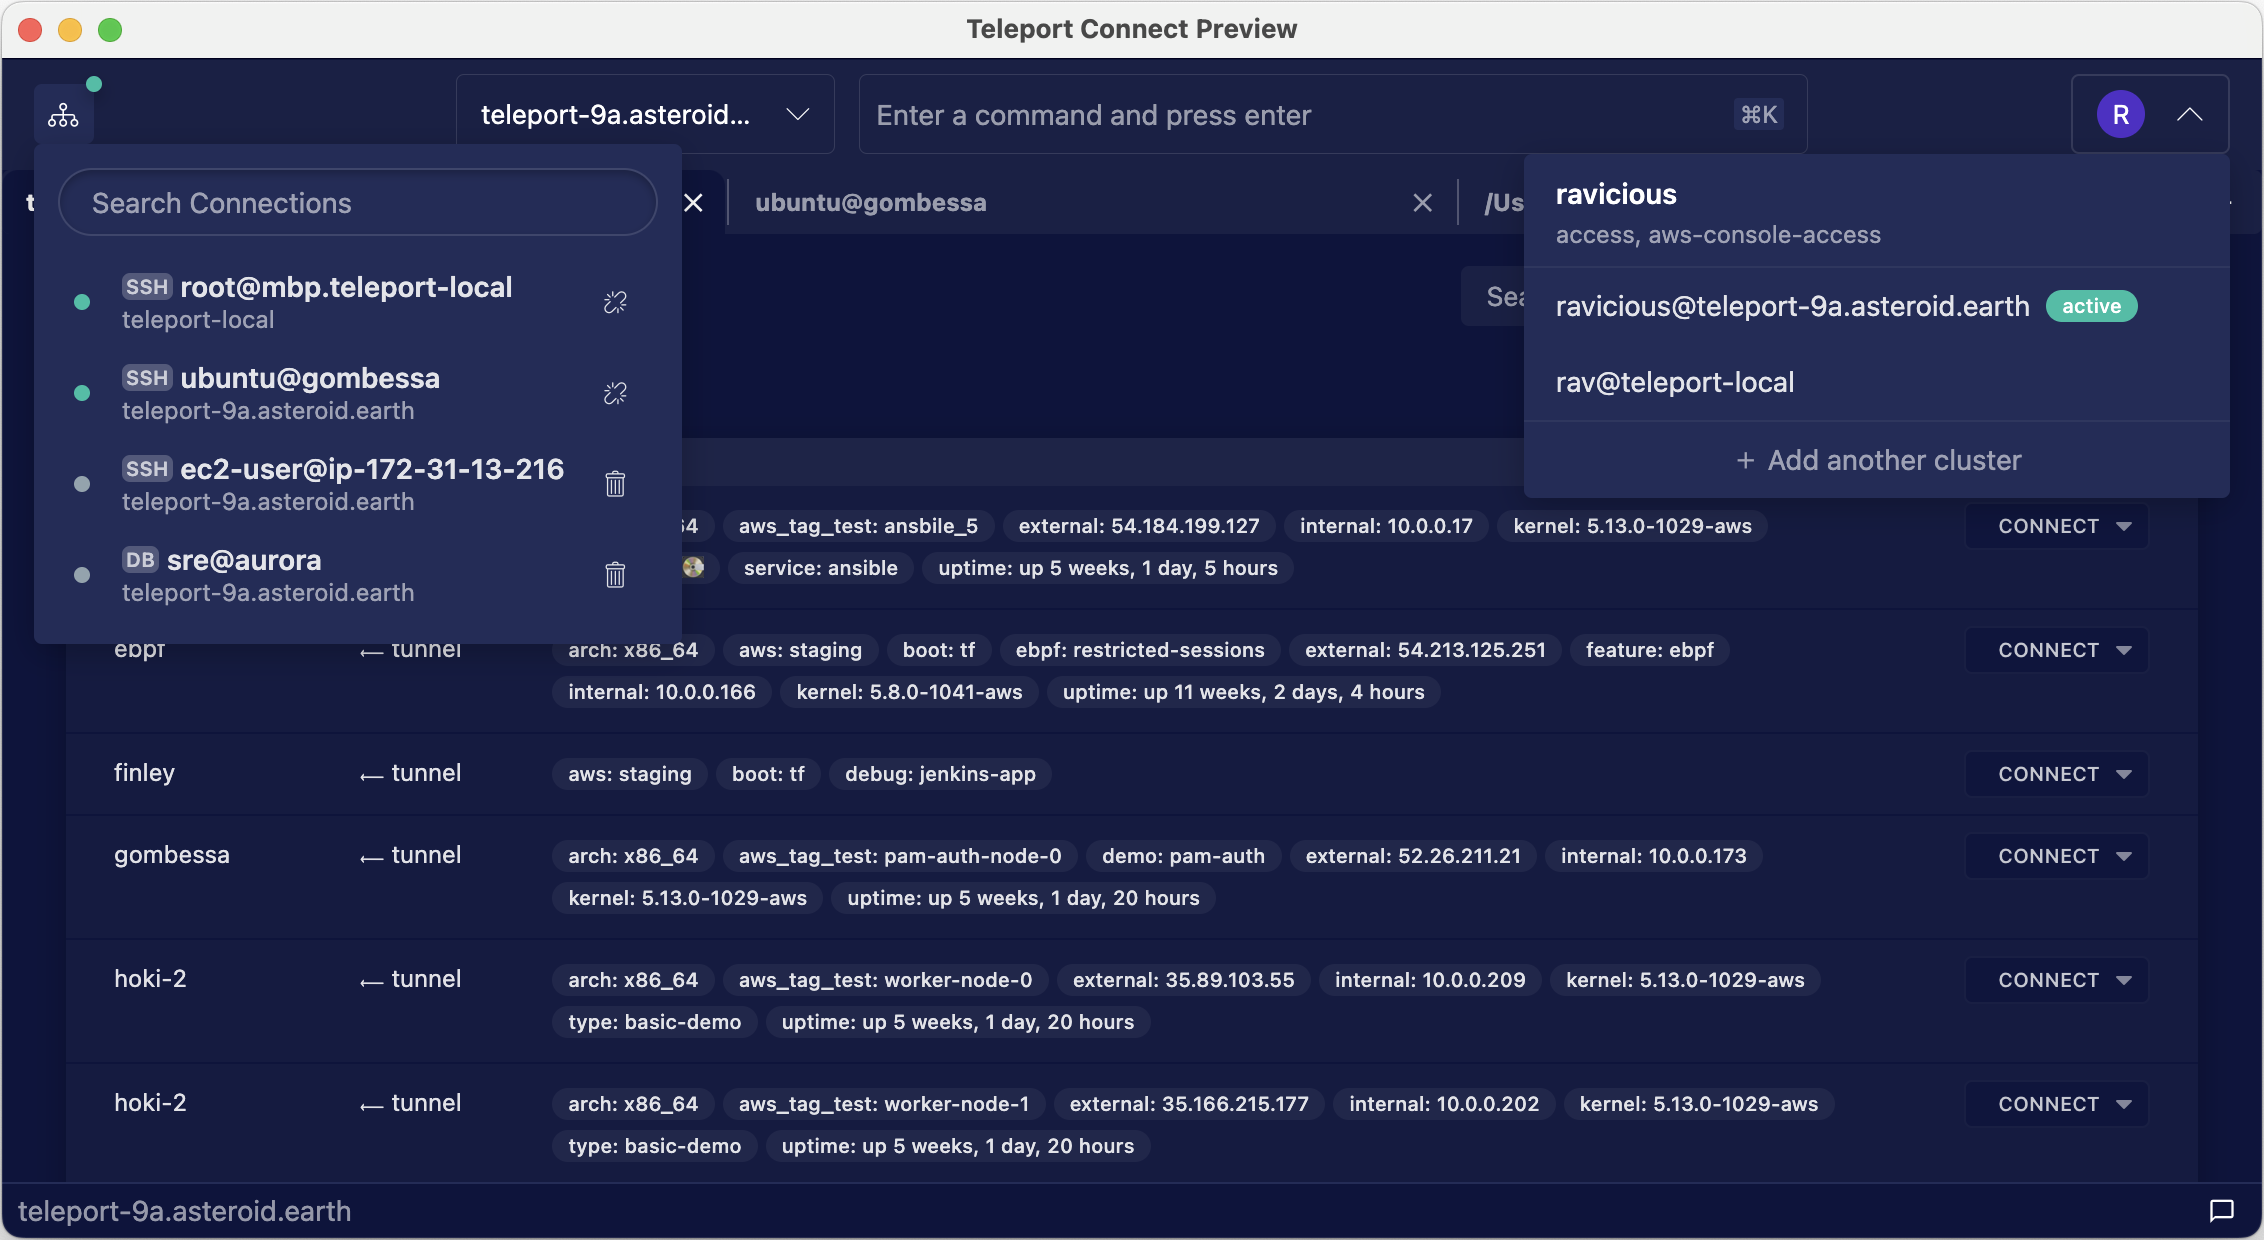 Teleport Connect Preview
teleport-9a.asteroid...
Enter a command and press enter
⌘K
R
Search Connections
SSH root@mbp.teleport-local
teleport-local
SSH ubuntu@gombessa
teleport-9a.asteroid.earth
SSH ec2-user@ip-172-31-13-216
teleport-9a.asteroid.earth
DB sre@aurora
teleport-9a.asteroid.earth
ubuntu@gombessa
/Us
ravicious
access, aws-console-access
ravicious@teleport-9a.asteroid.earth active
rav@teleport-local
+ Add another cluster
Sea
64 aws_tag_test: ansbile_5 external: 54.184.199.127 internal: 10.0.0.17 kernel: 5.13.0-1029-aws CONNECT
service: ansible uptime: up 5 weeks, 1 day, 5 hours
ebpf ← tunnel arch: x86_64 aws: staging boot: tf ebpf: restricted-sessions external: 54.213.125.251 feature: ebpf CONNECT
internal: 10.0.0.166 kernel: 5.8.0-1041-aws uptime: up 11 weeks, 2 days, 4 hours
finley ← tunnel aws: staging boot: tf debug: jenkins-app CONNECT
gombessa ← tunnel arch: x86_64 aws_tag_test: pam-auth-node-0 demo: pam-auth external: 52.26.211.21 internal: 10.0.0.173 CONNECT
kernel: 5.13.0-1029-aws uptime: up 5 weeks, 1 day, 20 hours
hoki-2 ← tunnel arch: x86_64 aws_tag_test: worker-node-0 external: 35.89.103.55 internal: 10.0.0.209 kernel: 5.13.0-1029-aws CONNECT
type: basic-demo uptime: up 5 weeks, 1 day, 20 hours
hoki-2 ← tunnel arch: x86_64 aws_tag_test: worker-node-1 external: 35.166.215.177 internal: 10.0.0.202 kernel: 5.13.0-1029-aws CONNECT
type: basic-demo uptime: up 5 weeks, 1 day, 20 hours
teleport-9a.asteroid.earth